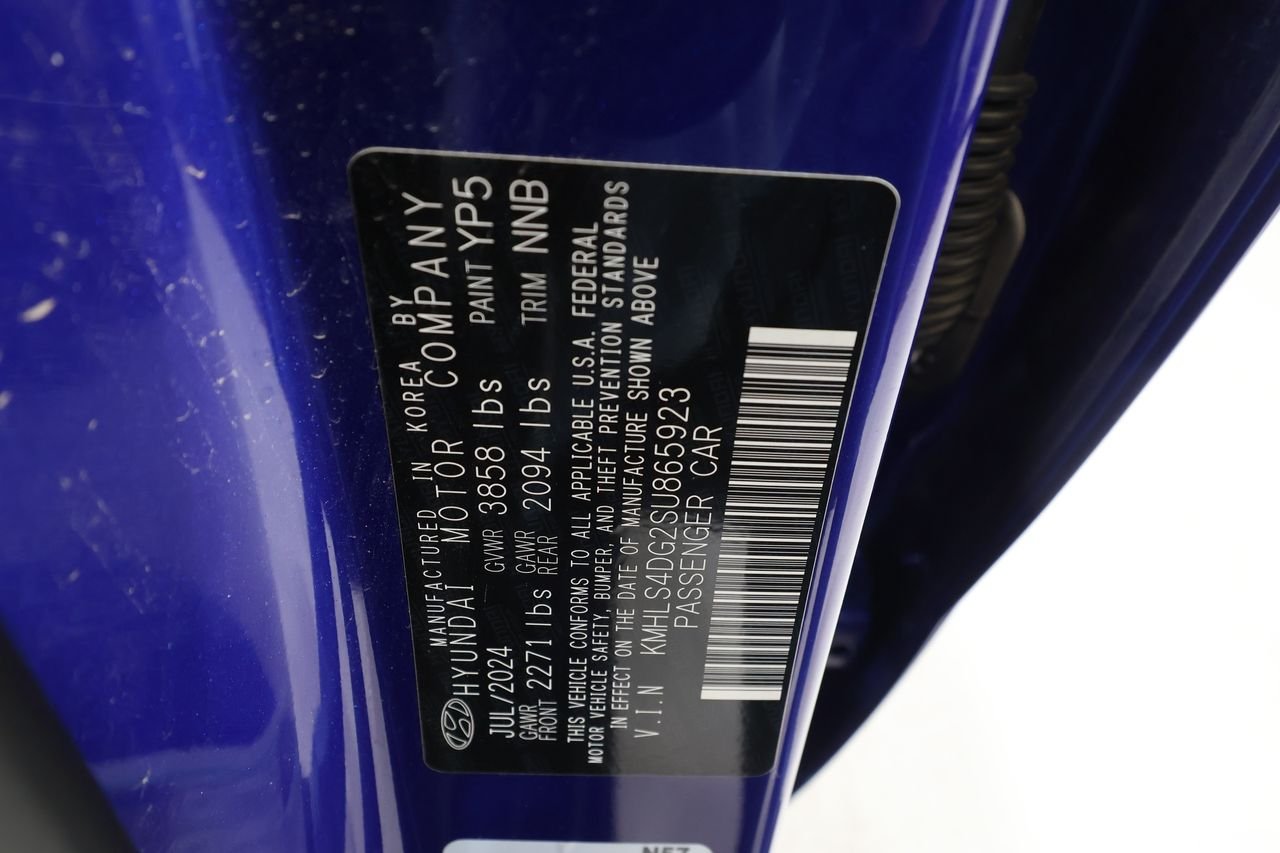 MANUFACTURED IN KOREA BY
HYUNDAI MOTOR COMPANY
JUL/2024 GVWR 3858 lbs PAINT YP5
GAWR FRONT 2271 lbs GAWR REAR 2094 lbs TRIM NNB
THIS VEHICLE CONFORMS TO ALL APPLICABLE U.S.A. FEDERAL
MOTOR VEHICLE SAFETY, BUMPER, AND THEFT PREVENTION STANDARDS
IN EFFECT ON THE DATE OF MANUFACTURE SHOWN ABOVE
V.I.N KMHLS4DG2SU865923
PASSENGER CAR